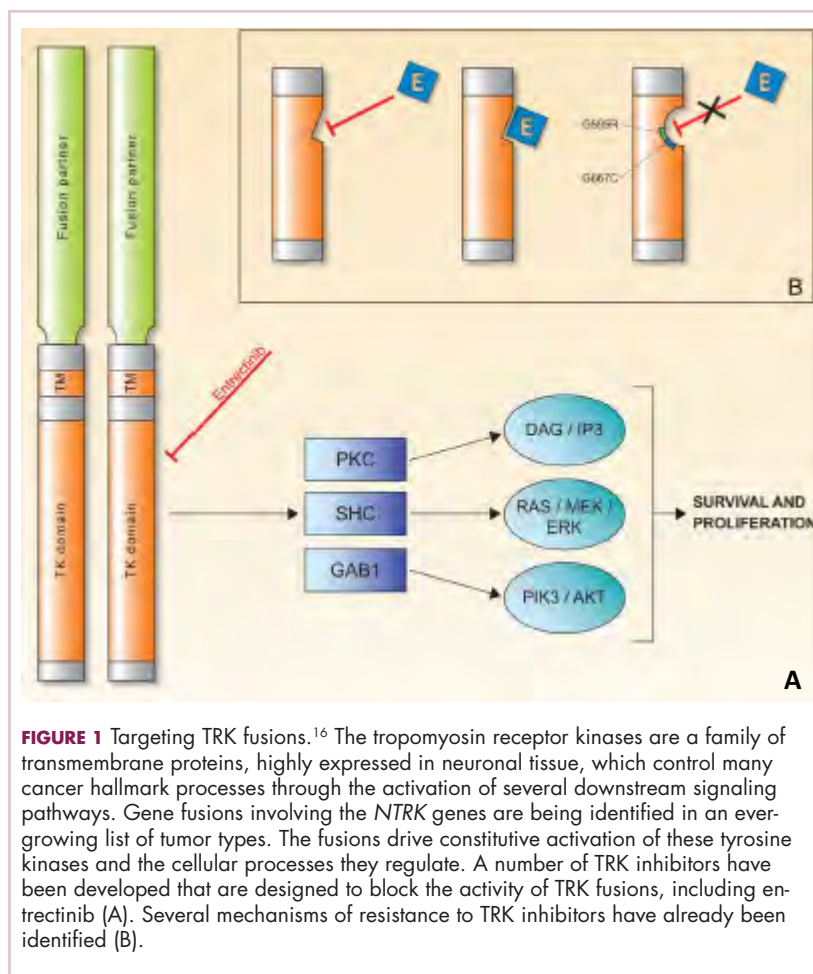 Fusion partner
Fusion partner
TM
TM
TK domain
TK domain
Entrectinib
E
E
E
G667C
B
PKC
SHC
GAB1
DAG / IP3
RAS / MEK /
ERK
PIK3 / AKT
SURVIVAL AND
PROLIFERATION
A
FIGURE 1 Targeting TRK fusions.16 The tropomyosin receptor kinases are a family of
transmembrane proteins, highly expressed in neuronal tissue, which control many
cancer hallmark processes through the activation of several downstream signaling
pathways. Gene fusions involving the NTRK genes are being identified in an ever-
growing list of tumor types. The fusions drive constitutive activation of these tyrosine
kinases and the cellular processes they regulate. A number of TRK inhibitors have
been developed that are designed to block the activity of TRK fusions, including en-
trectinib (A). Several mechanisms of resistance to TRK inhibitors have already been
identified (B).